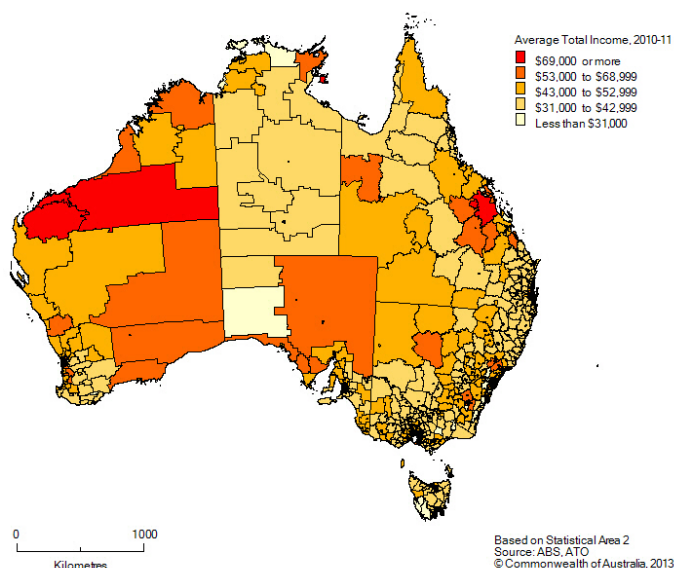 Average Total Income, 2010-11
$69,000 or more
$53,000 to $68,999
$43,000 to $52,999
$31,000 to $42,999
Less than $31,000
0 1000
Kilometres
Based on Statistical Area 2
Source: ABS, ATO
© Commonwealth of Australia, 2013